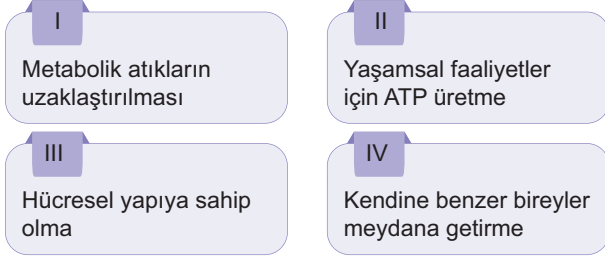 I
Metabolik atıkların
uzaklaştırılması
II
Yaşamsal faaliyetler
için ATP üretme
III
Hücresel yapıya sahip
olma
IV
Kendine benzer bireyler
meydana getirme